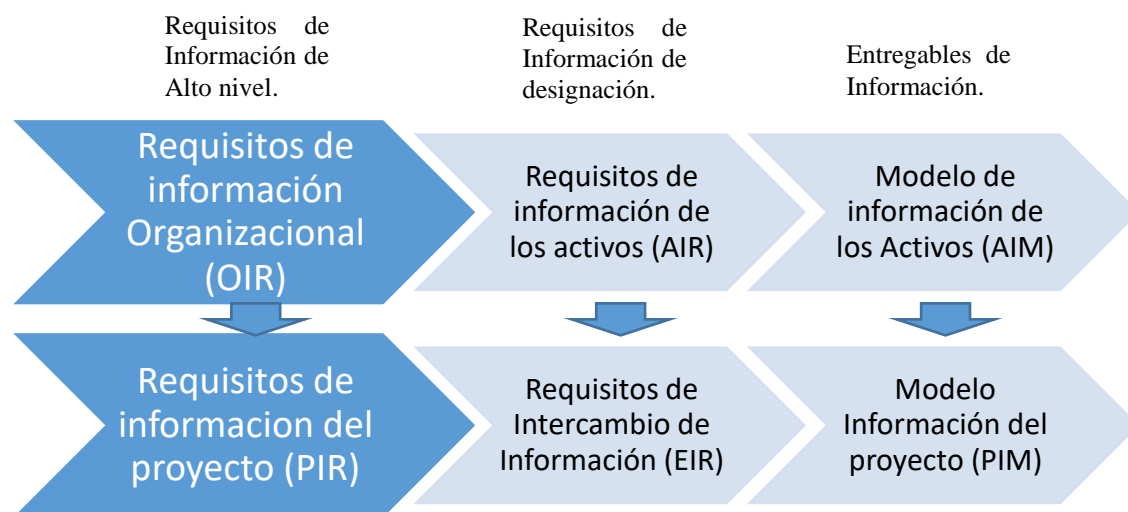 Requisitos de
Información de
Alto nivel.
Requisitos de
Información de
designación.
Entregables de
Información.
Requisitos de
información
Organizacional
(OIR)
Requisitos de
información de
los activos (AIR)
Modelo de
información de
los Activos (AIM)
Requisitos de
informacion del
proyecto (PIR)
Requisitos de
Intercambio de
Información (EIR)
Modelo
Información del
proyecto (PIM)